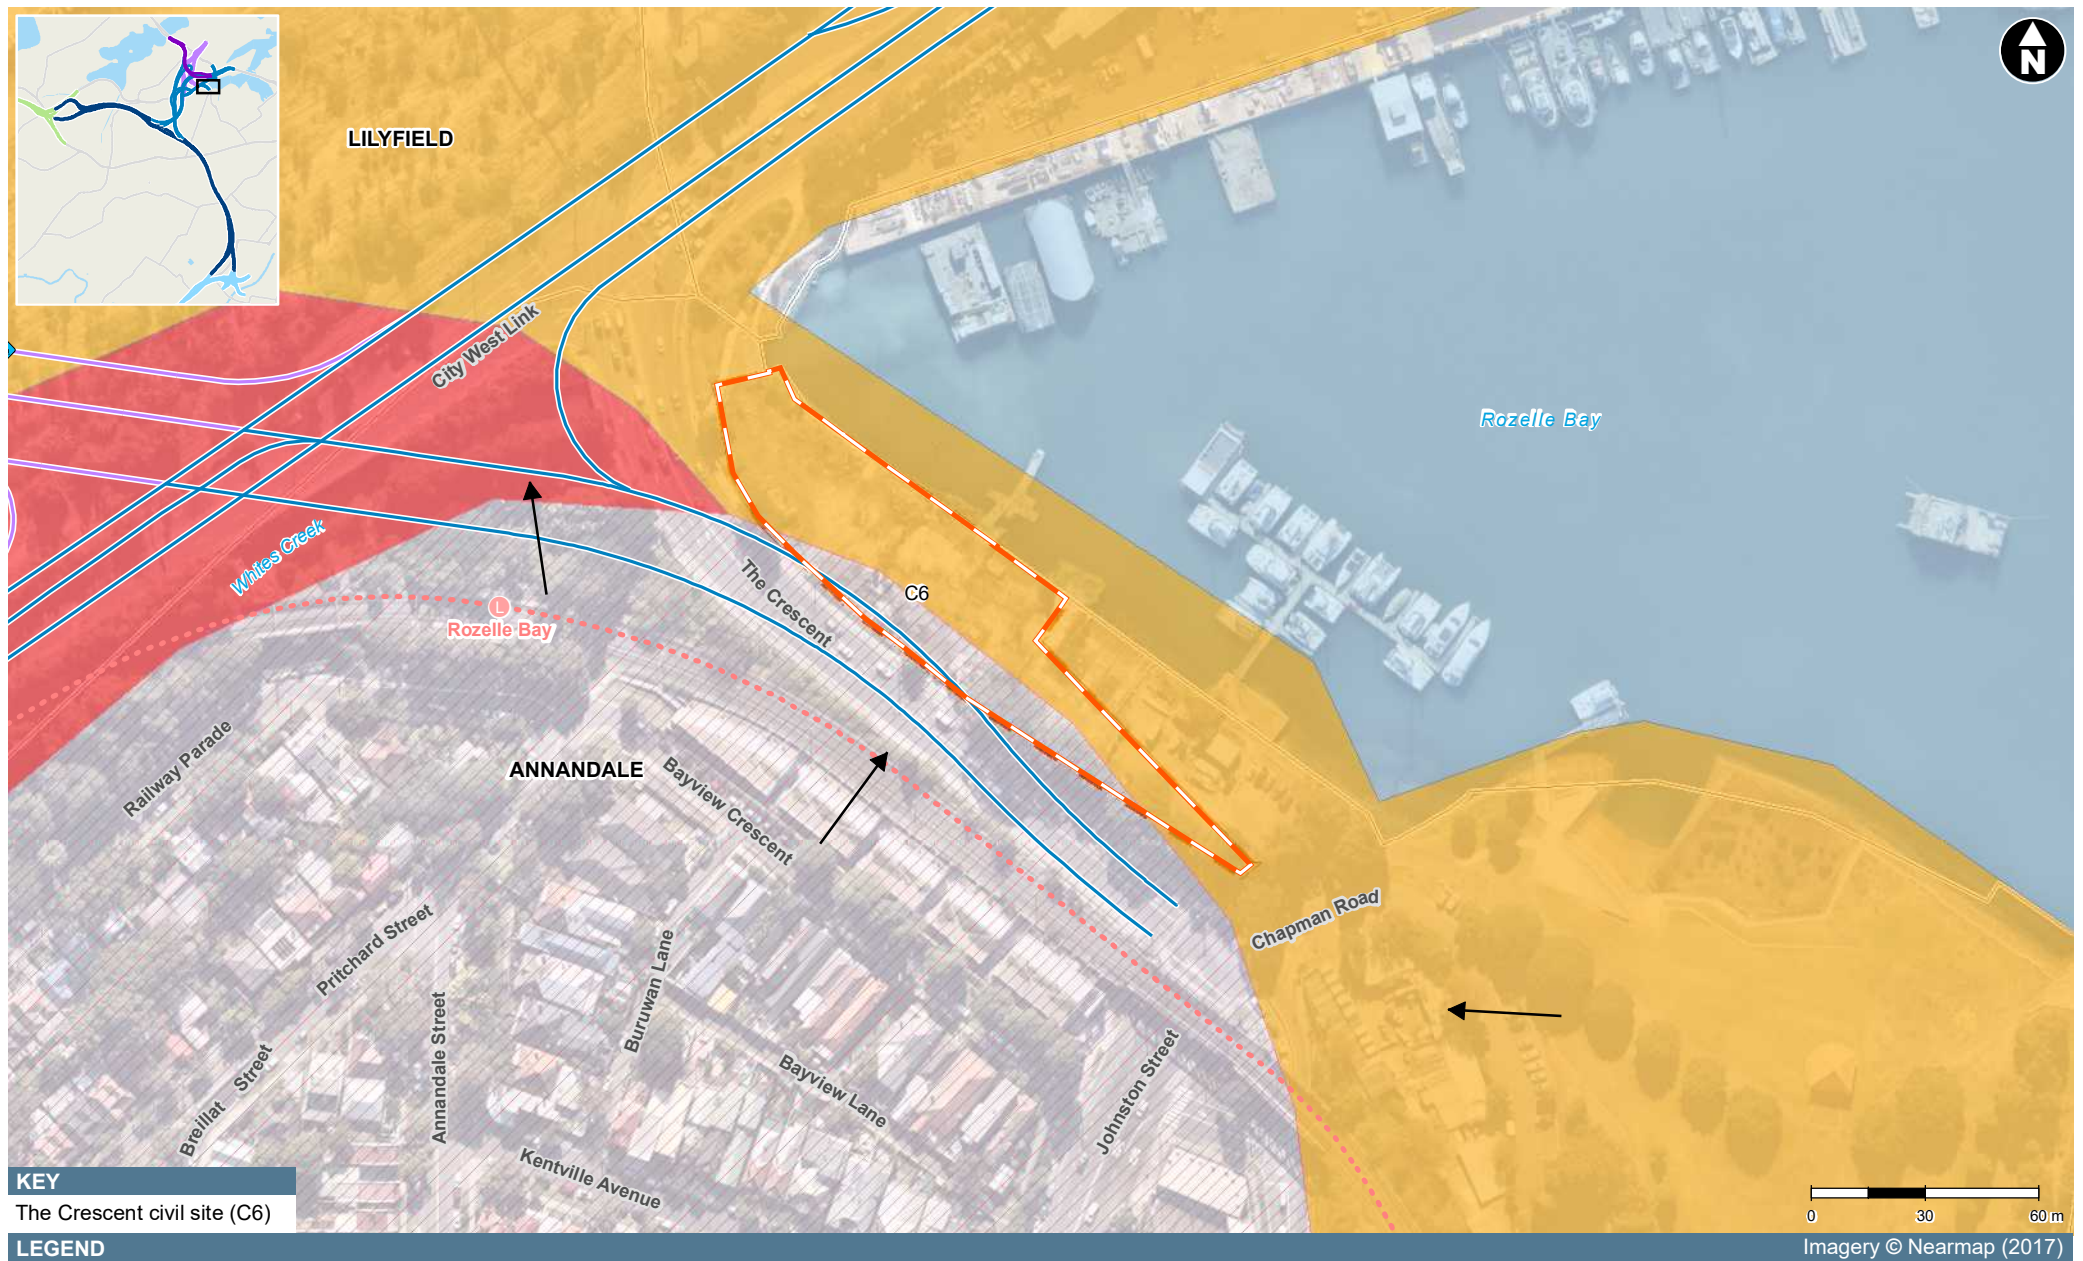 N
LILYFIELD
City West Link
Rozelle Bay
Whites Creek
The Crescent
C6
L
Rozelle Bay
Railway Parade
ANNANDALE
Bayview Crescent
Chapman Road
Pritchard Street
Buruwan Lane
Annandale Street
Breillat Street
Bayview Lane
Johnston Street
Kentville Avenue
KEY
The Crescent civil site (C6)
0 30 60 m
LEGEND
Imagery © Nearmap (2017)